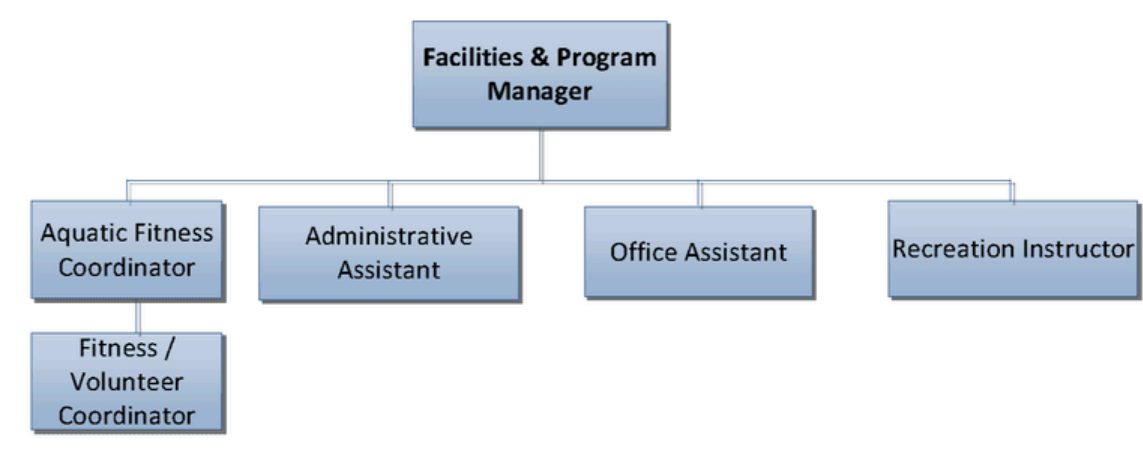 Facilities & Program
Manager
Aquatic Fitness
Coordinator
Administrative
Assistant
Office Assistant
Recreation Instructor
Fitness /
Volunteer
Coordinator